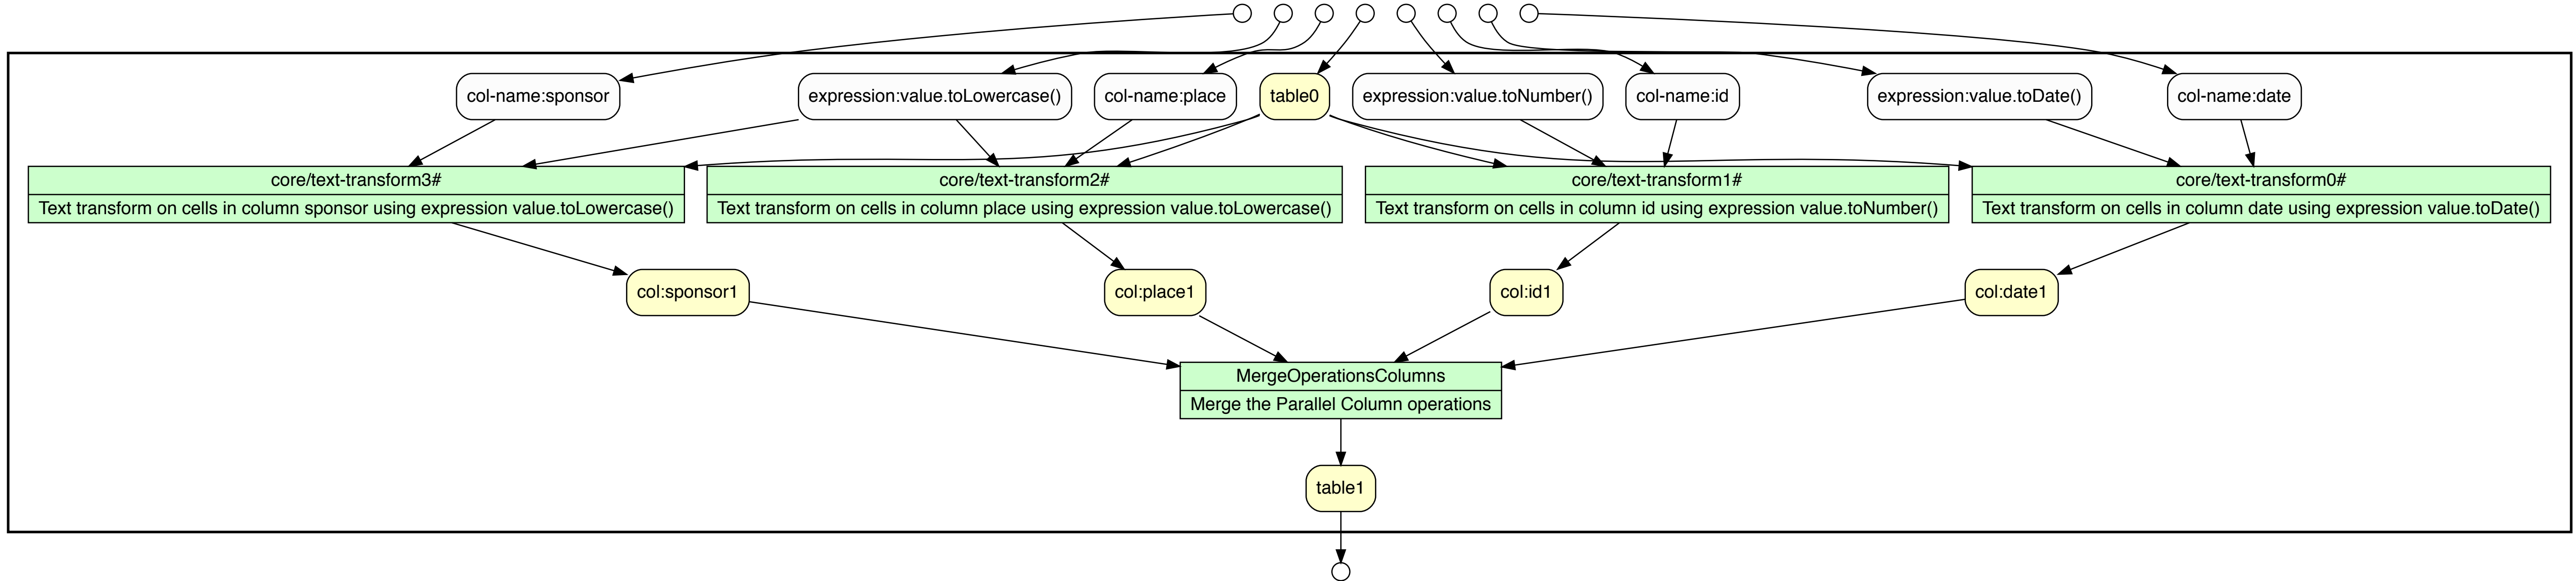 col-name:sponsor
expression:value.toLowercase()
col-name:place
table0
expression:value.toNumber()
col-name:id
expression:value.toDate()
col-name:date
core/text-transform3#
Text transform on cells in column sponsor using expression value.toLowercase()
core/text-transform2#
Text transform on cells in column place using expression value.toLowercase()
core/text-transform1#
Text transform on cells in column id using expression value.toNumber()
core/text-transform0#
Text transform on cells in column date using expression value.toDate()
col:sponsor1
col:place1
col:id1
col:date1
MergeOperationsColumns
Merge the Parallel Column operations
table1